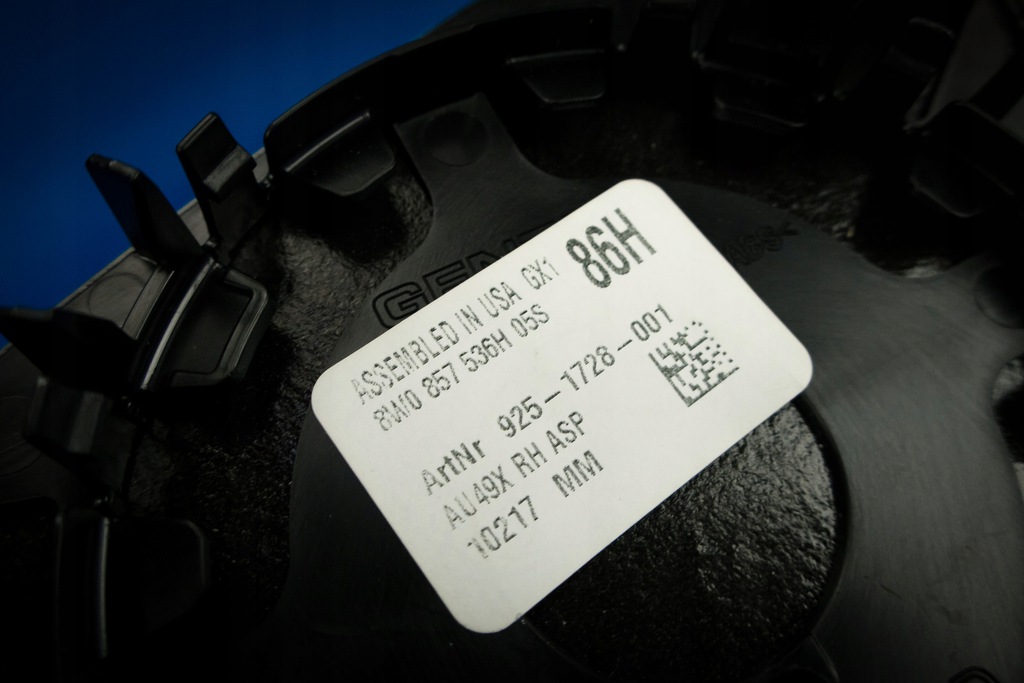 86H
ASSEMBLED IN USA GX1
8W0 857 536H 05S
ArtNr 925-1728-001
AU49X RH ASP
10217 MM